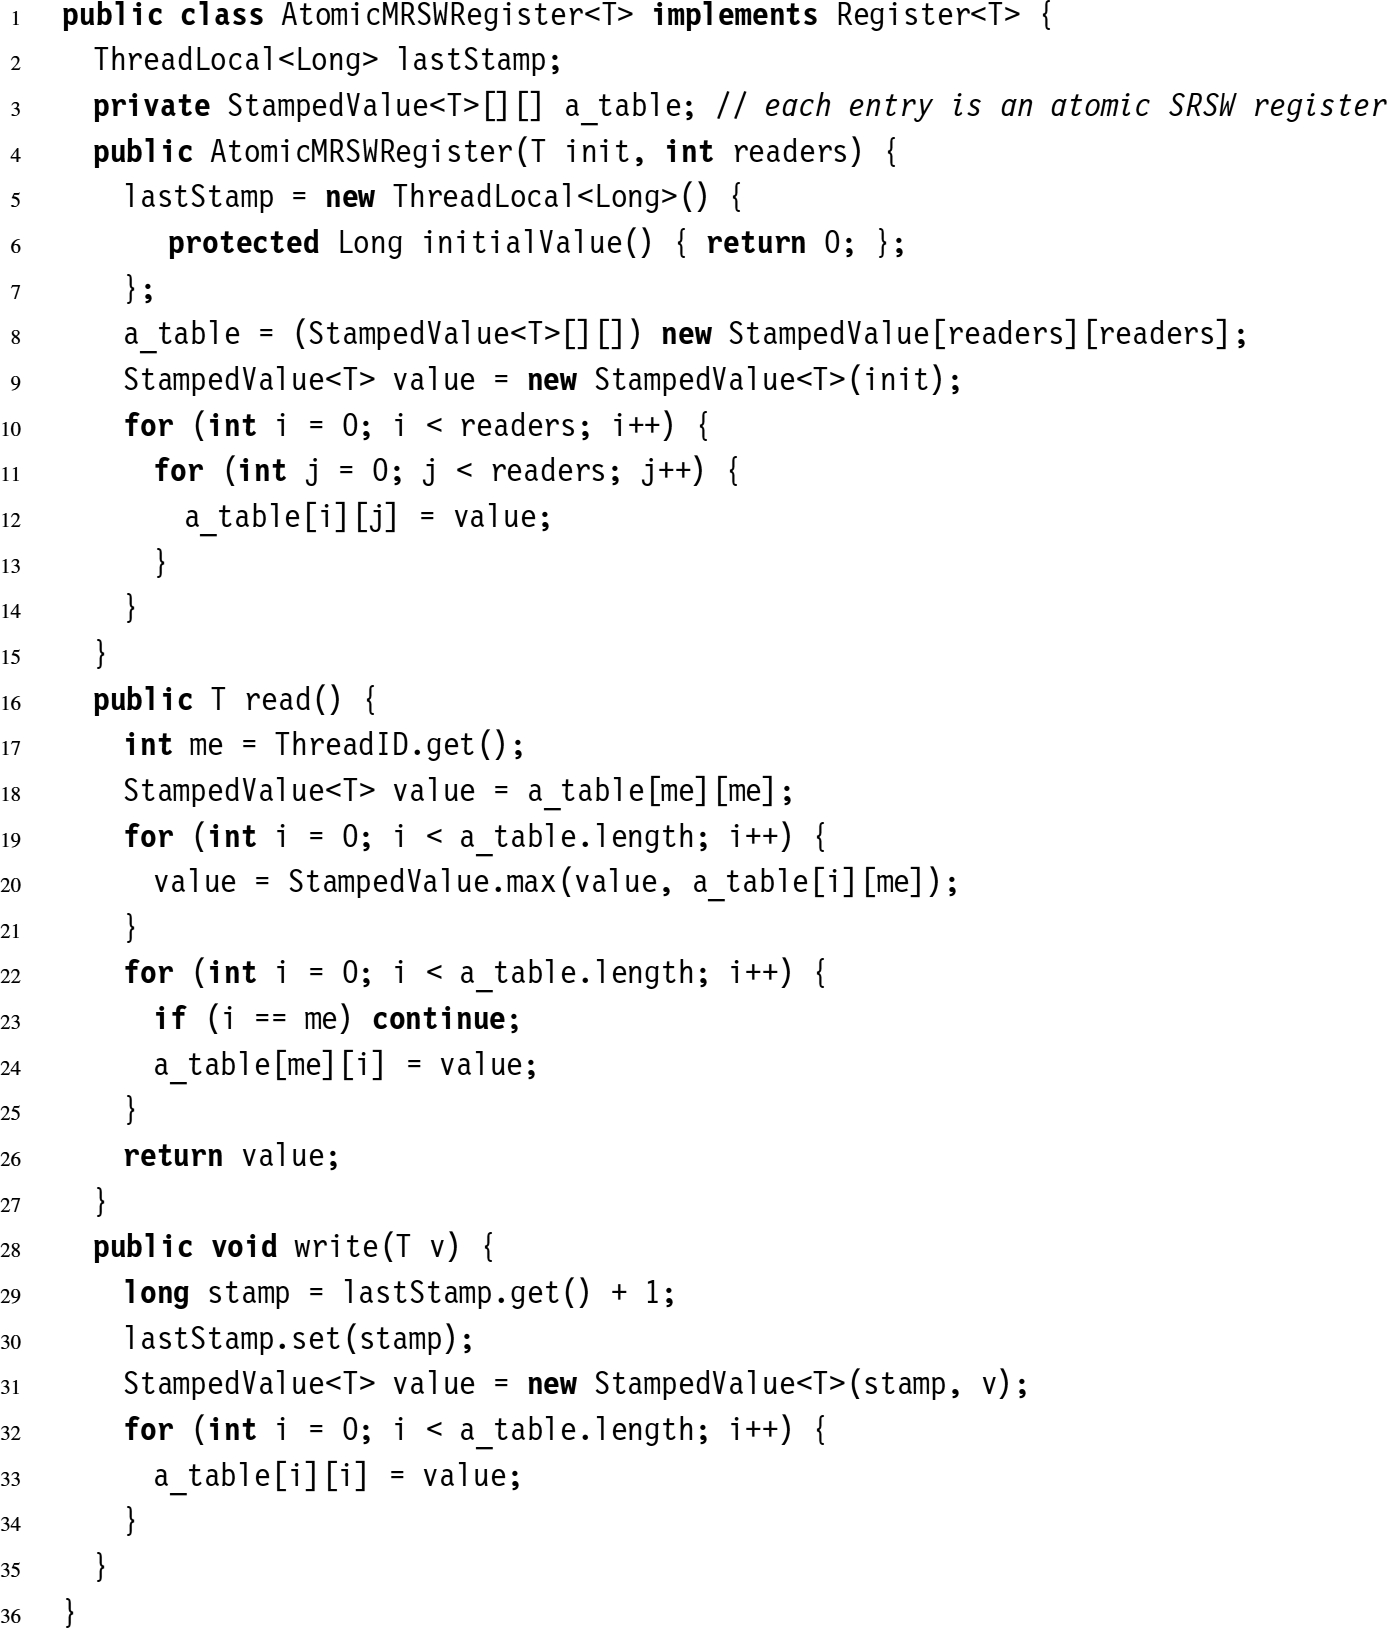 1 public class AtomicMRSWRegister<T> implements Register<T> {
2 ThreadLocal<Long> lastStamp;
3 private StampedValue<T>[][] a_table; // each entry is an atomic SRSW register
4 public AtomicMRSWRegister(T init, int readers) {
5 lastStamp = new ThreadLocal<Long>() {
6 protected Long initialValue() { return 0; };
7 };
8 a_table = (StampedValue<T>[][]) new StampedValue[readers][readers];
9 StampedValue<T> value = new StampedValue<T>(init);
10 for (int i = 0; i < readers; i++) {
11 for (int j = 0; j < readers; j++) {
12 a_table[i][j] = value;
13 }
14 }
15 }
16 public T read() {
17 int me = ThreadID.get();
18 StampedValue<T> value = a_table[me][me];
19 for (int i = 0; i < a_table.length; i++) {
20 value = StampedValue.max(value, a_table[i][me]);
21 }
22 for (int i = 0; i < a_table.length; i++) {
23 if (i == me) continue;
24 a_table[me][i] = value;
25 }
26 return value;
27 }
28 public void write(T v) {
29 long stamp = lastStamp.get() + 1;
30 lastStamp.set(stamp);
31 StampedValue<T> value = new StampedValue<T>(stamp, v);
32 for (int i = 0; i < a_table.length; i++) {
33 a_table[i][i] = value;
34 }
35 }
36 }